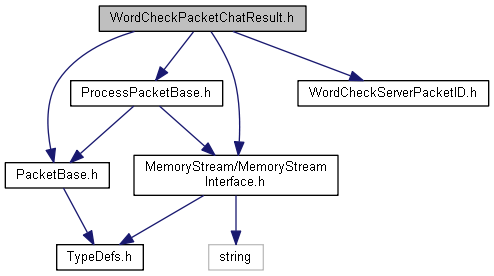 WordCheckPacketChatResult.h
ProcessPacketBase.h
WordCheckServerPacketID.h
PacketBase.h
MemoryStream/MemoryStream
Interface.h
TypeDefs.h
string